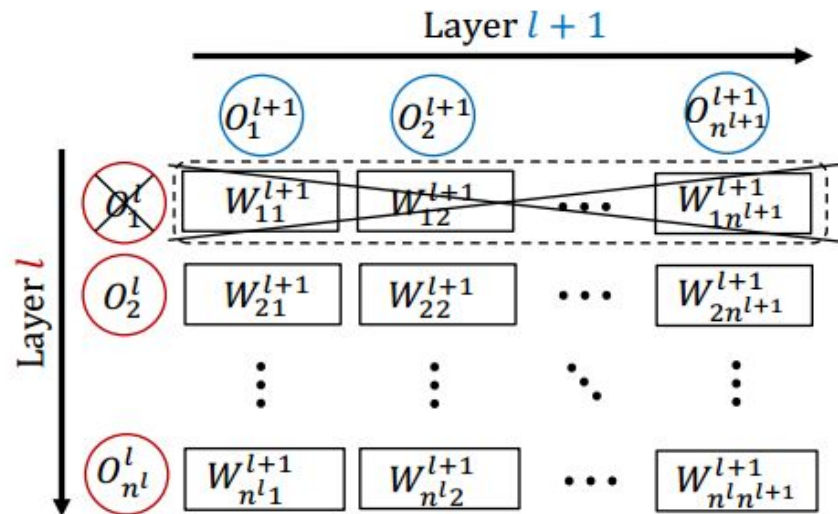 Layer l + 1
O_1^{l+1} O_2^{l+1} O_{n^{l+1}}^{l+1}
Layer l
O_1^l W_{11}^{l+1} W_{12}^{l+1} ... W_{1n^{l+1}}^{l+1}
O_2^l W_{21}^{l+1} W_{22}^{l+1} ... W_{2n^{l+1}}^{l+1}
O_{n^l}^l W_{n^l1}^{l+1} W_{n^l2}^{l+1} ... W_{n^ln^{l+1}}^{l+1}